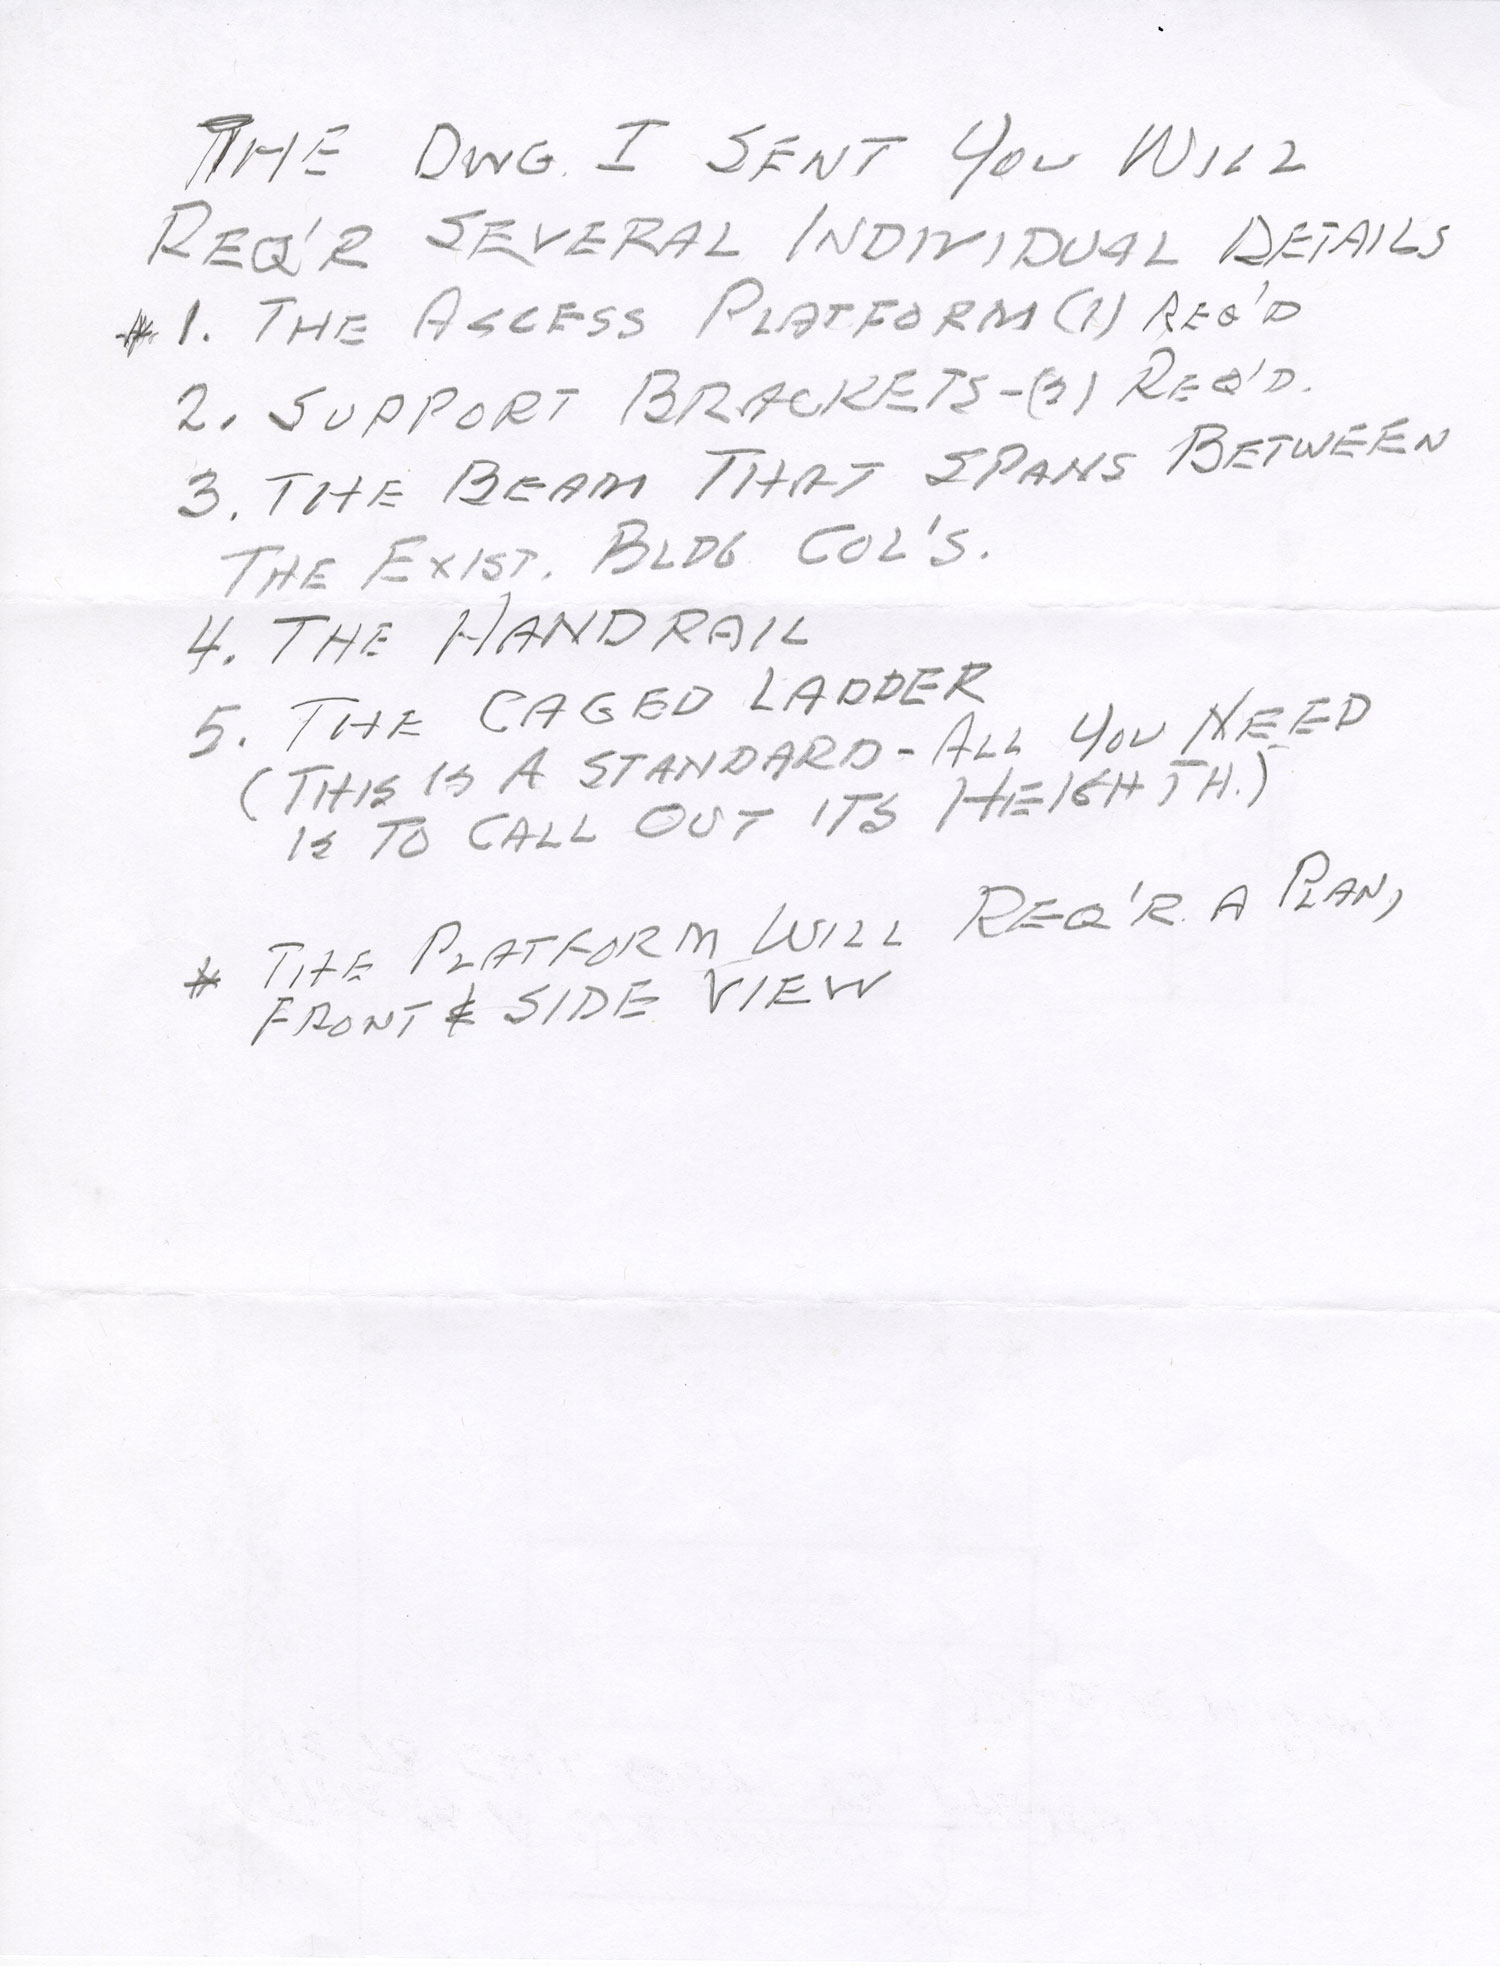 THE DWG. I SENT YOU WILL
REQ'R SEVERAL INDIVIDUAL DETAILS
* 1. THE ACCESS PLATFORM (1) REQ'D
2. SUPPORT BRACKETS-(3) REQ'D.
3. THE BEAM THAT SPANS BETWEEN
THE EXIST. BLDG COL'S.
4. THE HANDRAIL
5. THE CAGED LADDER
(THIS IS A STANDARD - ALL YOU NEED
IS TO CALL OUT ITS HEIGHTH.)
* THE PLATFORM WILL REQ'R. A PLAN,
FRONT & SIDE VIEW